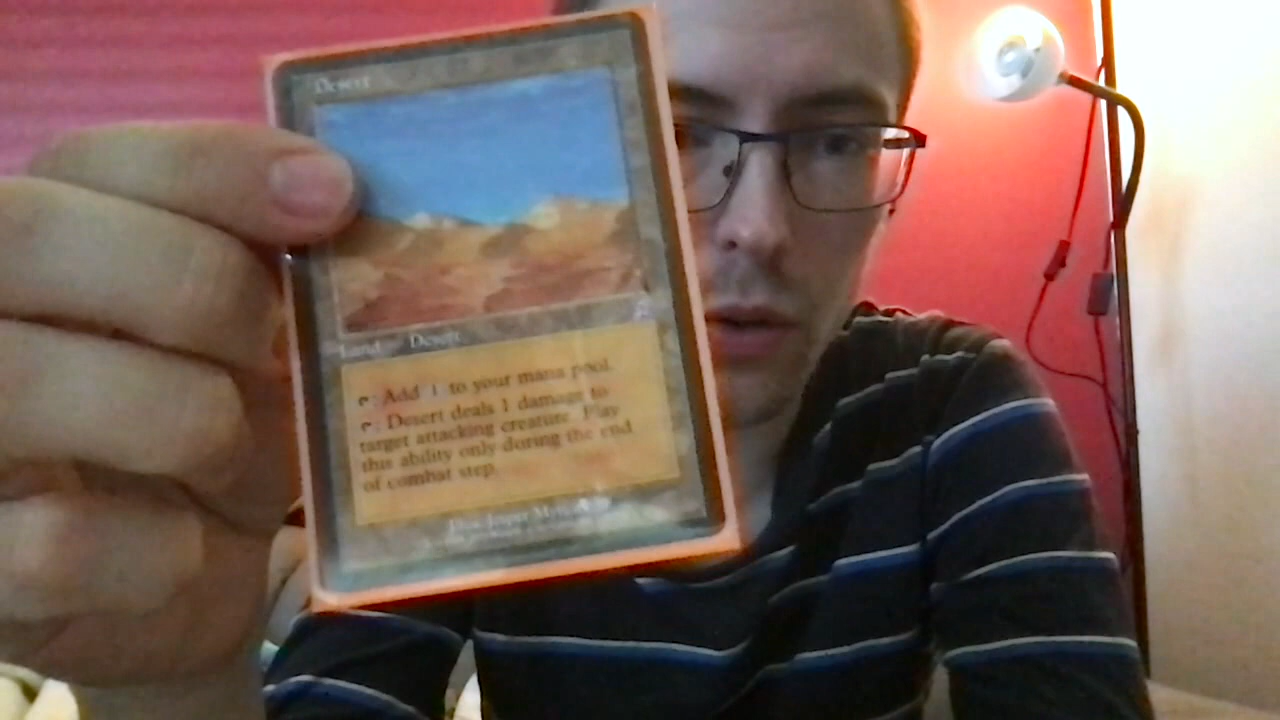 Desert
Land Desert
T: Add 1 to your mana pool.
T: Desert deals 1 damage to
target attacking creature. Play
this ability only during the end
of combat step.